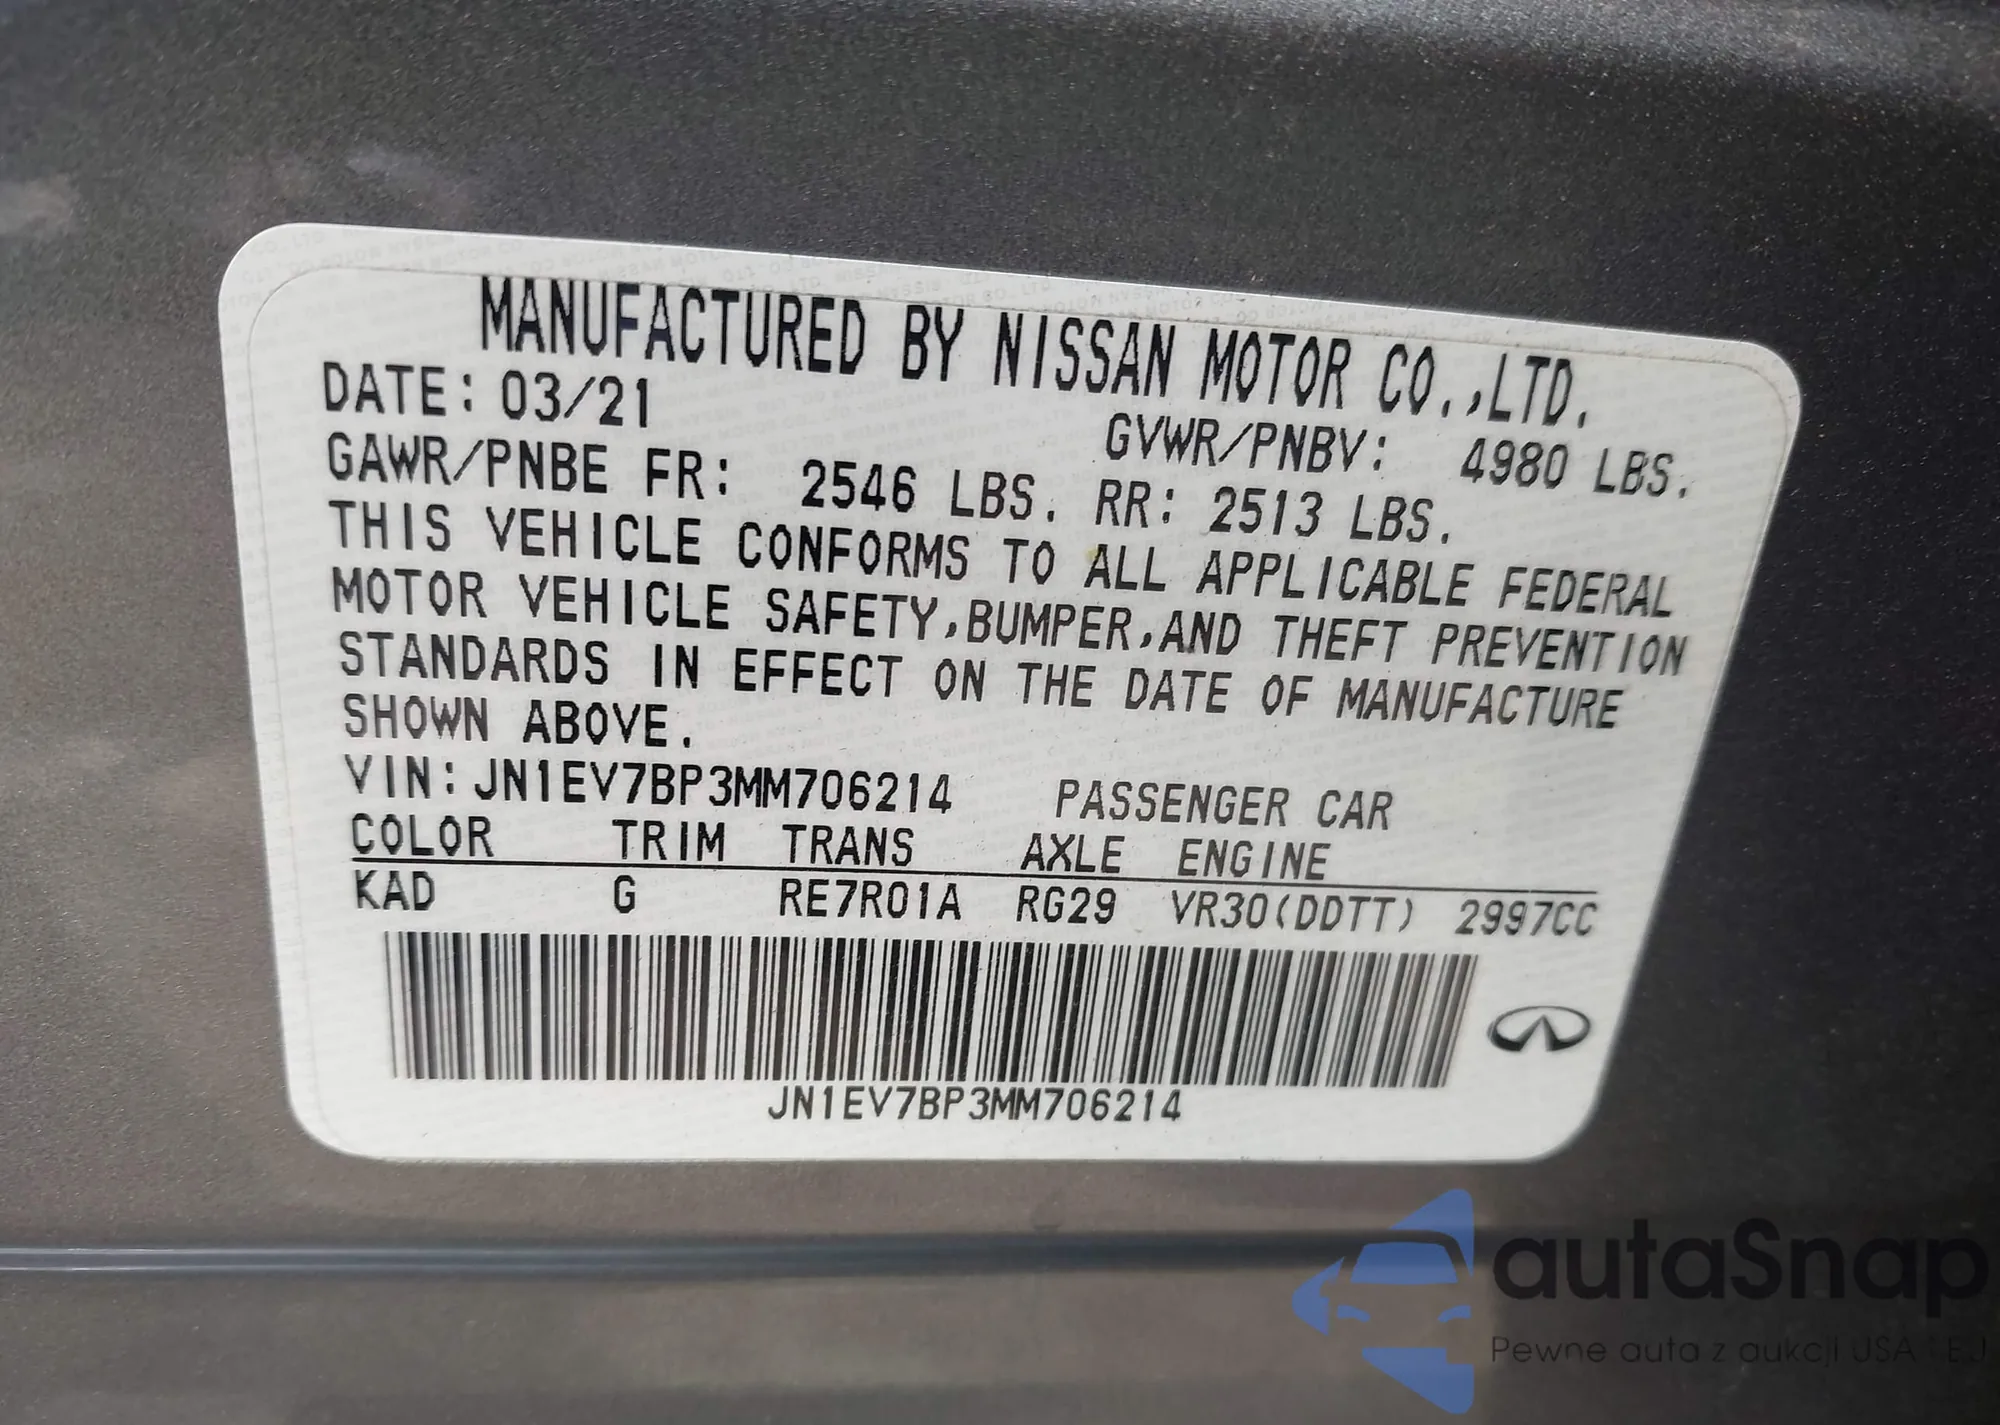 MANUFACTURED BY NISSAN MOTOR CO.,LTD.
DATE: 03/21
GVWR/PNBV: 4980 LBS.
GAWR/PNBE FR: 2546 LBS. RR: 2513 LBS.
THIS VEHICLE CONFORMS TO ALL APPLICABLE FEDERAL
MOTOR VEHICLE SAFETY,BUMPER,AND THEFT PREVENTION
STANDARDS IN EFFECT ON THE DATE OF MANUFACTURE
SHOWN ABOVE.
VIN:JN1EV7BP3MM706214 PASSENGER CAR
COLOR TRIM TRANS AXLE ENGINE
KAD G RE7R01A RG29 VR30(DDTT) 2997CC
JN1EV7BP3MM706214
autaSnap
Pewne auta z aukcji USA i EU